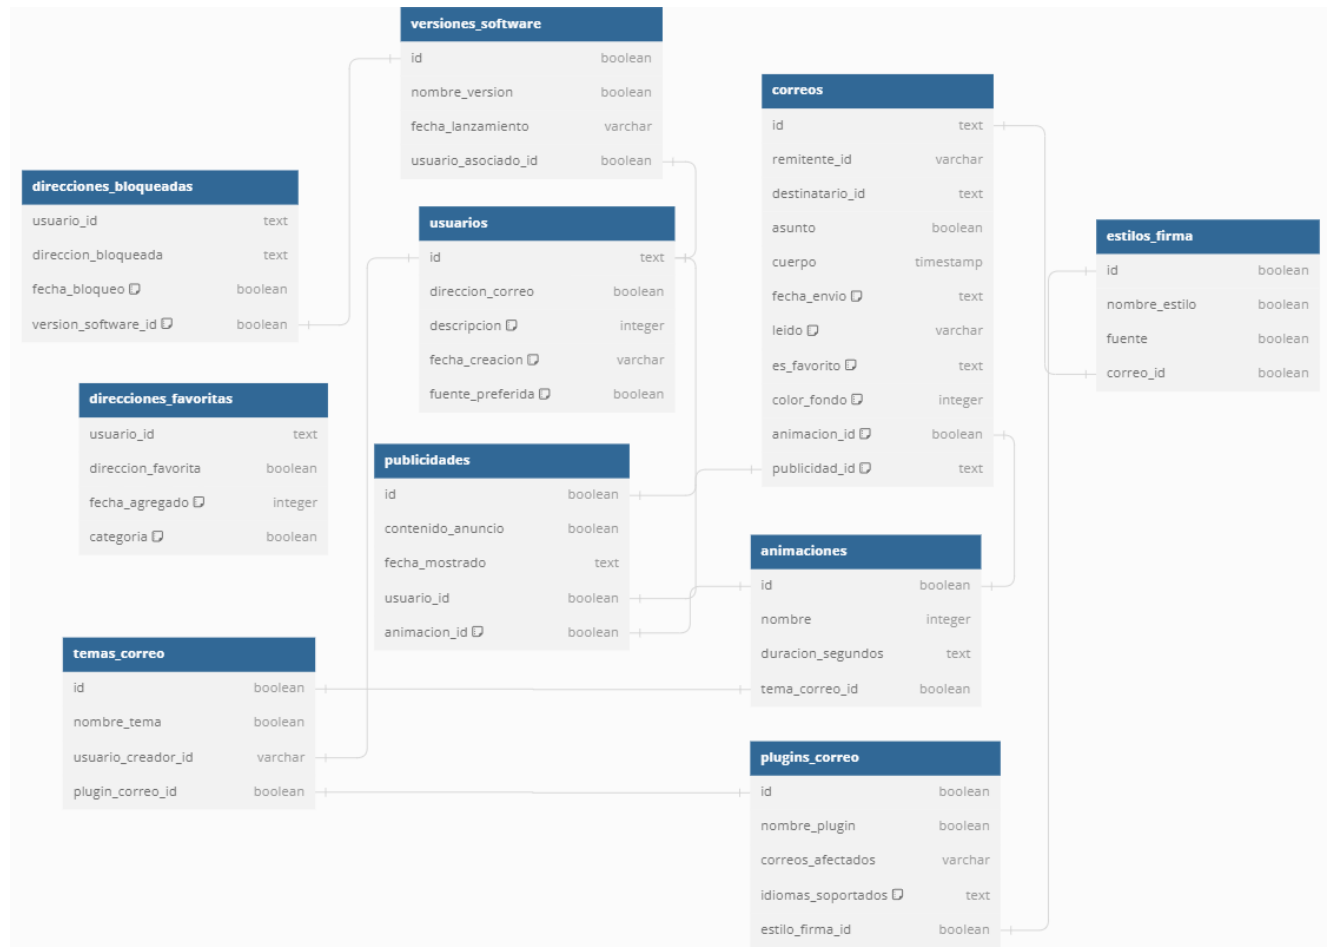 versiones_software
id boolean
nombre_version boolean
fecha_lanzamiento varchar
usuario_asociado_id boolean
direcciones_bloqueadas
usuario_id text
direccion_bloqueada text
fecha_bloqueo boolean
version_software_id boolean
usuarios
id text
direccion_correo boolean
descripcion integer
fecha_creacion varchar
fuente_preferida boolean
correos
id text
remitente_id varchar
destinatario_id text
asunto boolean
cuerpo timestamp
fecha_envio text
leido varchar
es_favorito text
color_fondo integer
animacion_id boolean
publicidad_id text
estilos_firma
id boolean
nombre_estilo boolean
fuente boolean
correo_id boolean
direcciones_favoritas
usuario_id text
direccion_favorita boolean
fecha_agregado integer
categoria boolean
publicidades
id boolean
contenido_anuncio boolean
fecha_mostrado text
usuario_id boolean
animacion_id boolean
animaciones
id boolean
nombre integer
duracion_segundos text
tema_correo_id boolean
temas_correo
id boolean
nombre_tema boolean
usuario_creador_id varchar
plugin_correo_id boolean
plugins_correo
id boolean
nombre_plugin boolean
correos_afectados varchar
idiomas_soportados text
estilo_firma_id boolean